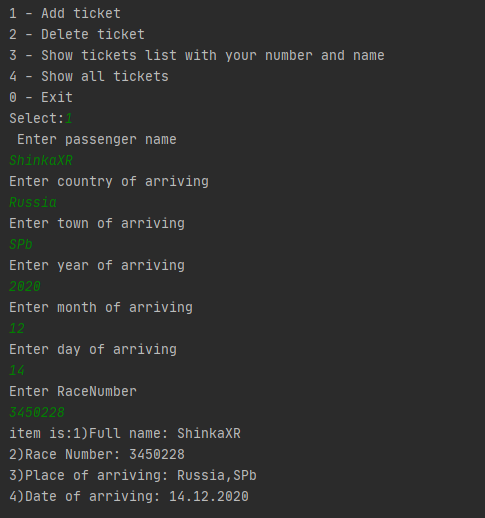 1 - Add ticket
2 - Delete ticket
3 - Show tickets list with your number and name
4 - Show all tickets
0 - Exit
Select:1
Enter passenger name
ShinkaXR
Enter country of arriving
Russia
Enter town of arriving
SPb
Enter year of arriving
2020
Enter month of arriving
12
Enter day of arriving
14
Enter RaceNumber
3450228
item is:1)Full name: ShinkaXR
2)Race Number: 3450228
3)Place of arriving: Russia,SPb
4)Date of arriving: 14.12.2020